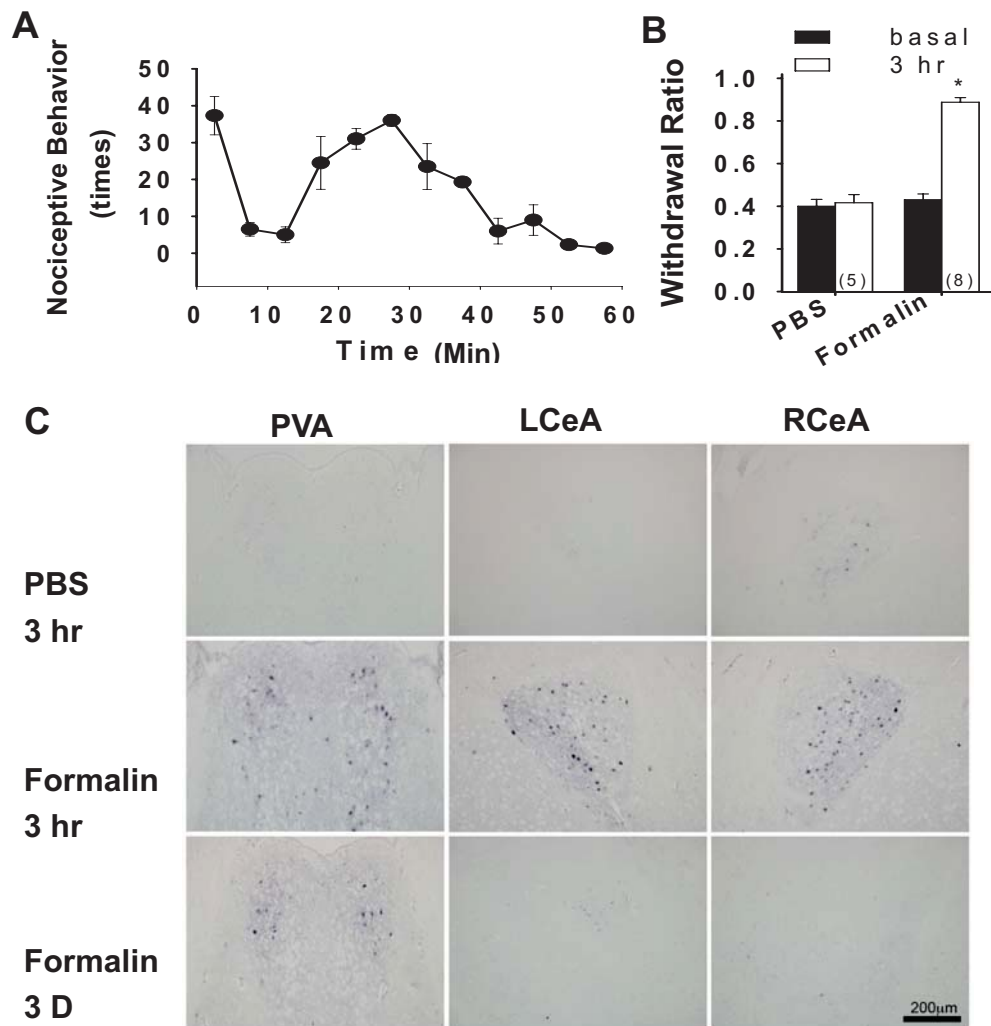 A
Nociceptive Behavior
(times)
50
40
30
20
10
0
0 10 20 30 40 50 60
Time (Min)
B
basal
3 hr
Withdrawal Ratio
1.0
0.8
0.6
0.4
0.2
0.0
*
(5) (8)
PBS
Formalin
C
PVA LCeA RCeA
PBS
3 hr
Formalin
3 hr
Formalin
3 D
200µm